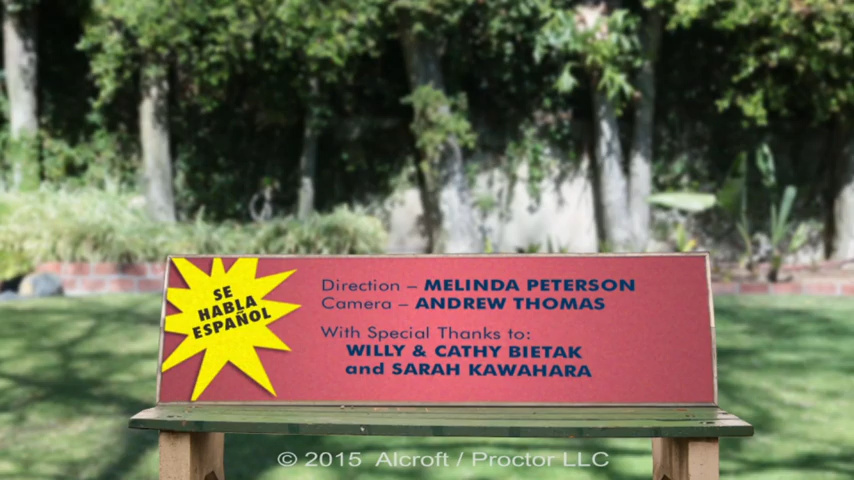 SE
HABLA
ESPAÑOL
Direction – MELINDA PETERSON
Camera – ANDREW THOMAS
With Special Thanks to:
WILLY & CATHY BIETAK
and SARAH KAWAHARA
© 2015 Alcroft / Proctor LLC